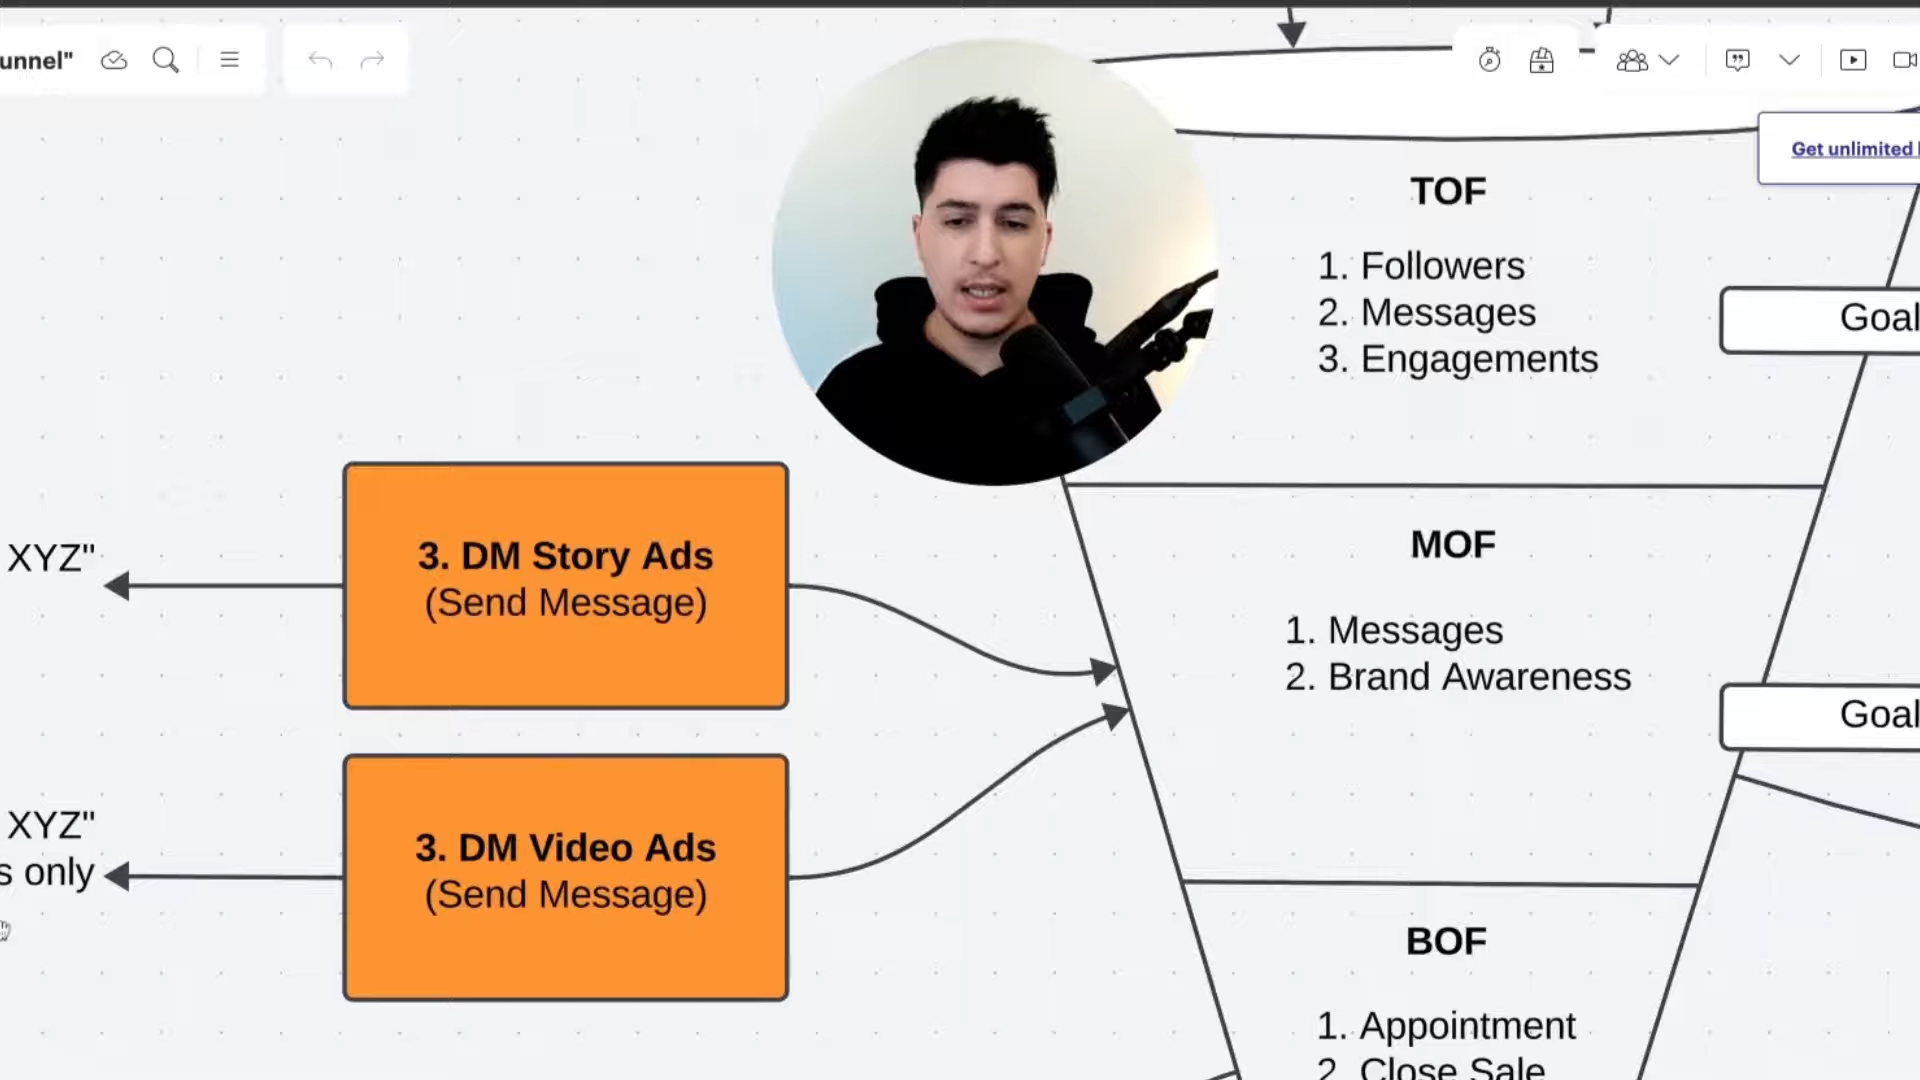 unnel"
Get unlimited
TOF
1. Followers
2. Messages
3. Engagements
Goal
XYZ"
3. DM Story Ads
(Send Message)
MOF
1. Messages
2. Brand Awareness
Goal
XYZ"
s only
3. DM Video Ads
(Send Message)
BOF
1. Appointment
2. Close Sale